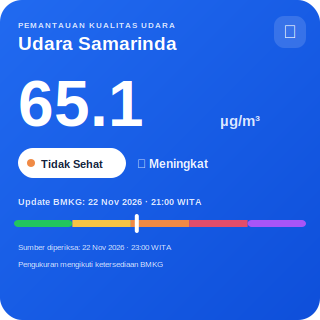 PEMANTAUAN KUALITAS UDARA
Udara Samarinda
65.1 µg/m³
Tidak Sehat
Meningkat
Update BMKG: 22 Nov 2026 · 21:00 WITA
Sumber diperiksa: 22 Nov 2026 · 23:00 WITA
Pengukuran mengikuti ketersediaan BMKG